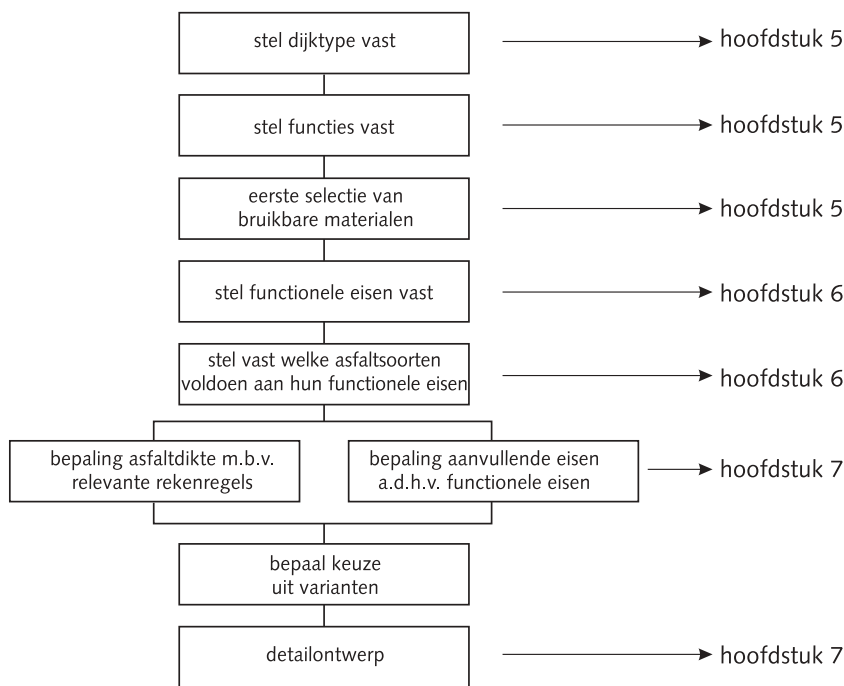 stel dijktype vast
hoofdstuk 5
stel functies vast
hoofdstuk 5
eerste selectie van
bruikbare materialen
hoofdstuk 5
stel functionele eisen vast
hoofdstuk 6
stel vast welke asfaltsoorten
voldoen aan hun functionele eisen
hoofdstuk 6
bepaling asfaltdikte m.b.v.
relevante rekenregels
bepaling aanvullende eisen
a.d.h.v. functionele eisen
hoofdstuk 7
bepaal keuze
uit varianten
detailontwerp
hoofdstuk 7